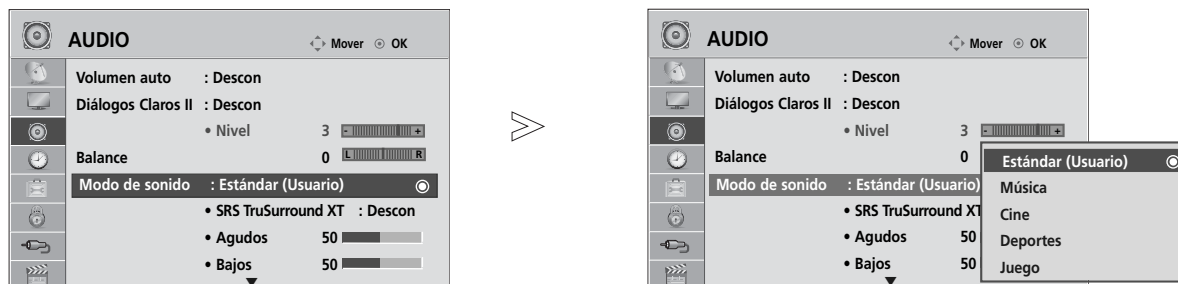 AUDIO Mover OK
Volumen auto : Descon
Diálogos Claros II : Descon
• Nivel 3 - +
Balance 0 L R
Modo de sonido : Estándar (Usuario)
• SRS TruSurround XT : Descon
• Agudos 50
• Bajos 50
>
AUDIO Mover OK
Volumen auto : Descon
Diálogos Claros II : Descon
• Nivel 3 - +
Balance 0
Modo de sonido : Estándar (Usuario)
• SRS TruSurround XT
• Agudos 50
• Bajos 50
Estándar (Usuario)
Música
Cine
Deportes
Juego